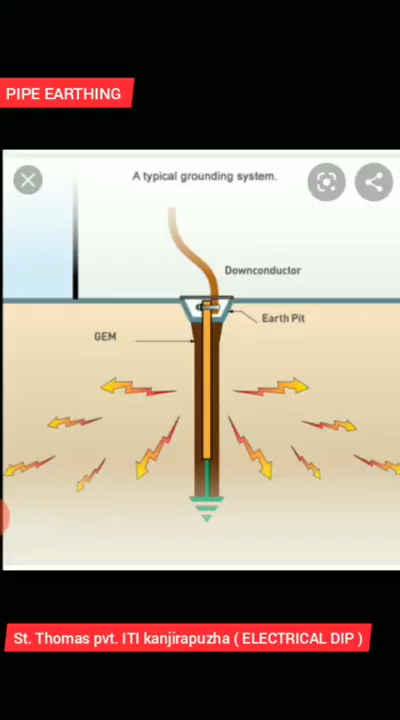 PIPE EARTHING
A typical grounding system.
Downconductor
Earth Pit
GEM
St. Thomas pvt. ITI kanjirapuzha ( ELECTRICAL DIP )